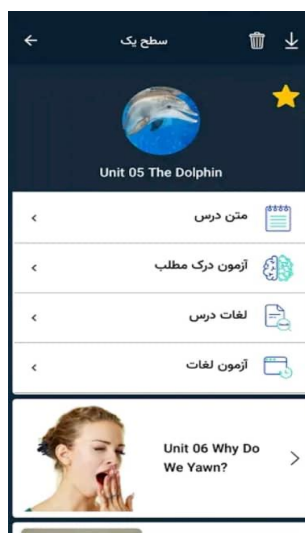 سطح یک
Unit 05 The Dolphin
متن درس
آزمون درک مطلب
لغات درس
آزمون لغات
Unit 06 Why Do
We Yawn?